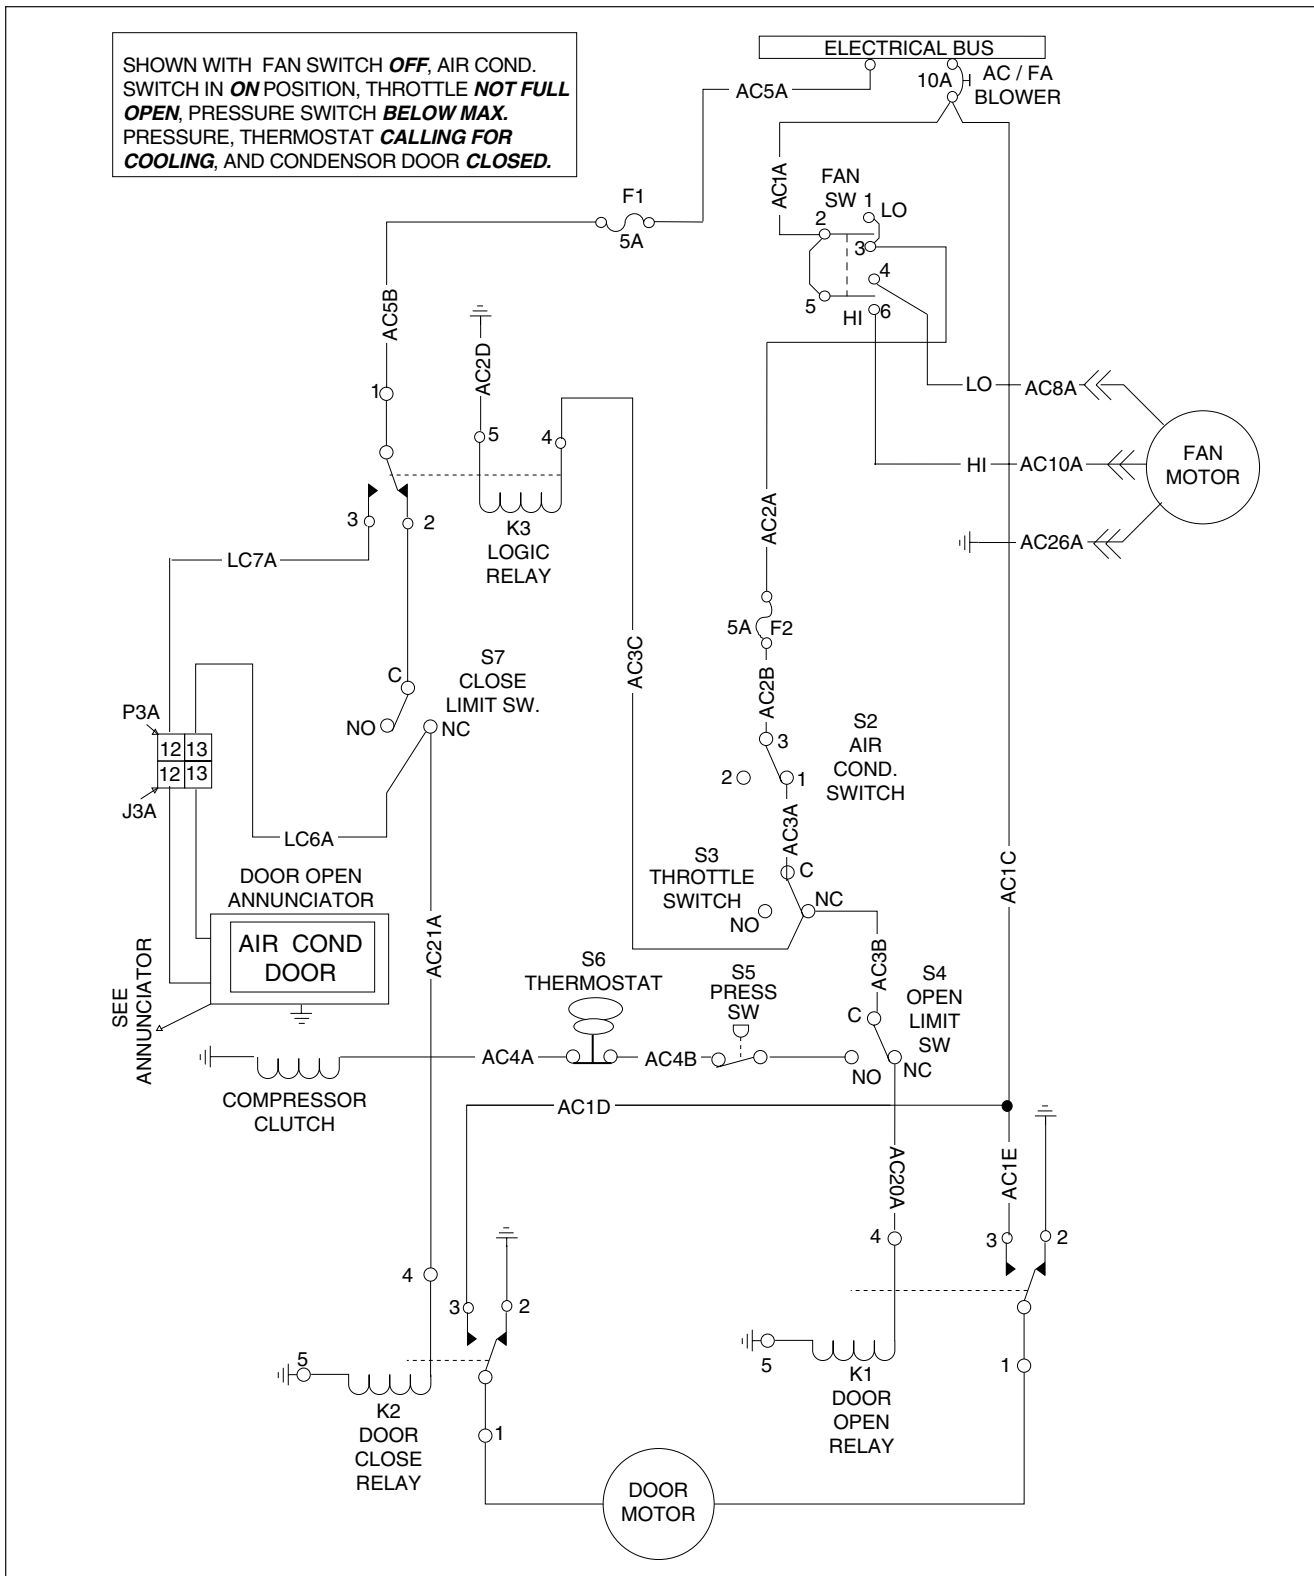 SHOWN WITH FAN SWITCH OFF, AIR COND.
SWITCH IN ON POSITION, THROTTLE NOT FULL
OPEN, PRESSURE SWITCH BELOW MAX.
PRESSURE, THERMOSTAT CALLING FOR
COOLING, AND CONDENSOR DOOR CLOSED.
ELECTRICAL BUS
AC5A
10A
AC / FA
BLOWER
AC1A
FAN
SW
1
LO
2
3
4
5
HI
6
F1
5A
AC5B
AC2D
1
5
4
3
2
K3
LOGIC
RELAY
LO
AC8A
HI
AC10A
FAN
MOTOR
AC26A
LC7A
AC2A
5A
F2
AC3C
AC2B
S7
CLOSE
LIMIT SW.
C
NO
NC
P3A
12
13
12
13
J3A
LC6A
3
2
1
S2
AIR
COND.
SWITCH
AC3A
S3
THROTTLE
SWITCH
C
NC
NO
AC1C
DOOR OPEN
ANNUNCIATOR
AIR COND
DOOR
SEE
ANNUNCIATOR
AC21A
AC3B
S6
THERMOSTAT
S5
PRESS
SW
S4
OPEN
LIMIT
SW
C
NO
NC
AC4A
AC4B
COMPRESSOR
CLUTCH
AC1D
AC20A
AC1E
4
3
2
4
3
2
5
K2
DOOR
CLOSE
RELAY
1
5
K1
DOOR
OPEN
RELAY
1
DOOR
MOTOR